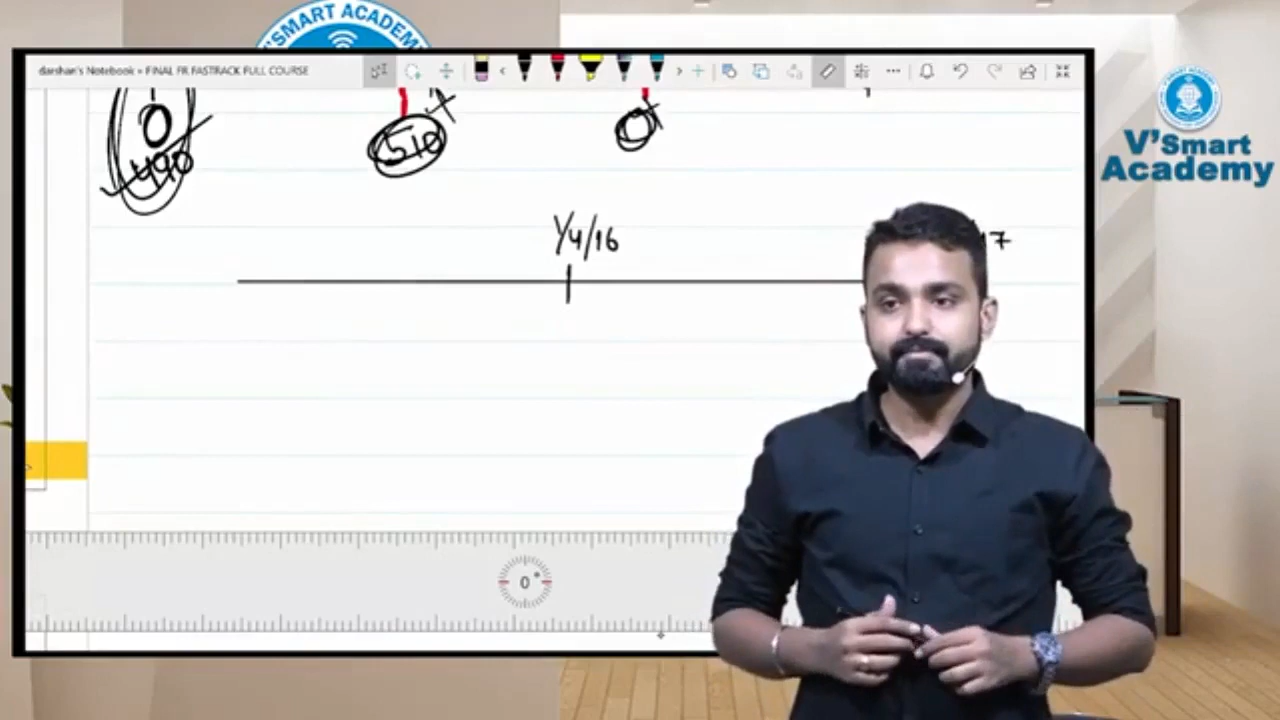 V'SMART ACADEMY
darshan's Notebook » FINAL FR FASTRACK FULL COURSE
0
490
510
0
V'Smart
Academy
1/4/16
17
0°